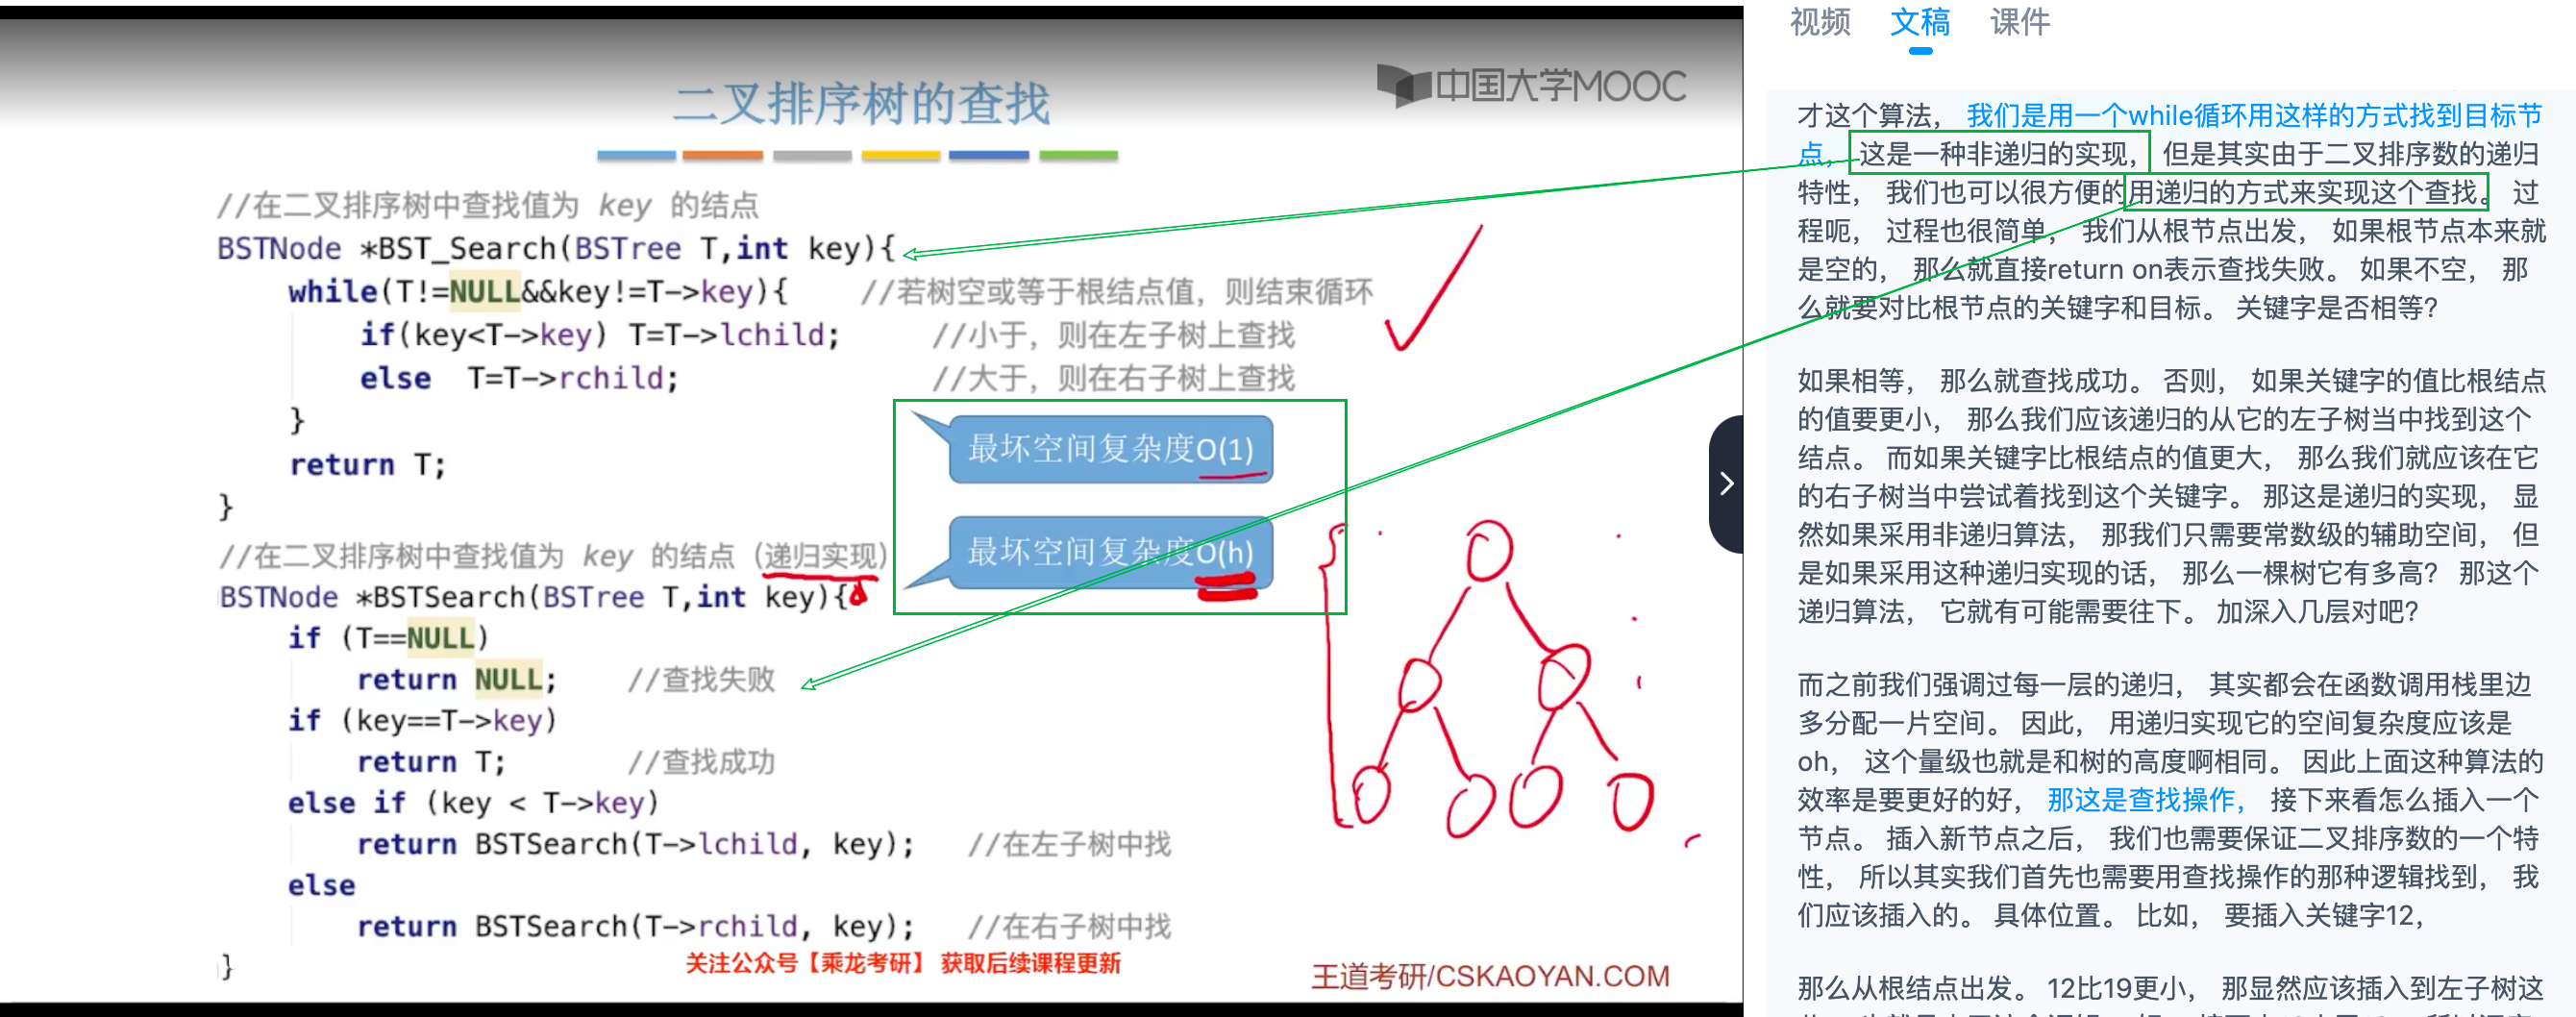 二叉排序树的查找
中国大学MOOC
//在二叉排序树中查找值为 key 的结点
BSTNode *BST_Search(BSTree T,int key){
while(T!=NULL&&key!=T->key){ //若树空或等于根结点值，则结束循环
if(key<T->key) T=T->lchild; //小于，则在左子树上查找
else T=T->rchild; //大于，则在右子树上查找
}
return T;
}
最坏空间复杂度O(1)
最坏空间复杂度O(h)
//在二叉排序树中查找值为 key 的结点（递归实现）
BSTNode *BSTSearch(BSTree T,int key){
if (T==NULL)
return NULL; //查找失败
if (key==T->key)
return T; //查找成功
else if (key < T->key)
return BSTSearch(T->lchild, key); //在左子树中找
else
return BSTSearch(T->rchild, key); //在右子树中找
}
关注公众号【乘龙考研】 获取后续课程更新
王道考研/CSKAOYAN.COM
视频 文稿 课件
才这个算法， 我们是用一个while循环用这样的方式找到目标节
点， 这是一种非递归的实现， 但是其实由于二叉排序数的递归
特性， 我们也可以很方便的用递归的方式来实现这个查找。 过
程呃， 过程也很简单， 我们从根节点出发， 如果根节点本来就
是空的， 那么就直接return on表示查找失败。 如果不空， 那
么就要对比根节点的关键字和目标。 关键字是否相等？
如果相等， 那么就查找成功。 否则， 如果关键字的值比根结点
的值要更小， 那么我们应该递归的从它的左子树当中找到这个
结点。 而如果关键字比根结点的值更大， 那么我们就应该在它
的右子树当中尝试着找到这个关键字。 那这是递归的实现， 显
然如果采用非递归算法， 那我们只需要常数级的辅助空间， 但
是如果采用这种递归实现的话， 那么一棵树它有多高？ 那这个
递归算法， 它就有可能需要往下。 加深入几层对吧？
而之前我们强调过每一层的递归， 其实都会在函数调用栈里边
多分配一片空间。 因此， 用递归实现它的空间复杂度应该是
oh， 这个量级也就是和树的高度啊相同。 因此上面这种算法的
效率是要更好的好， 那这是查找操作， 接下来看怎么插入一个
节点。 插入新节点之后， 我们也需要保证二叉排序数的一个特
性， 所以其实我们首先也需要用查找操作的那种逻辑找到， 我
们应该插入的。 具体位置。 比如， 要插入关键字12，
那么从根结点出发。 12比19更小， 那显然应该插入到左子树这